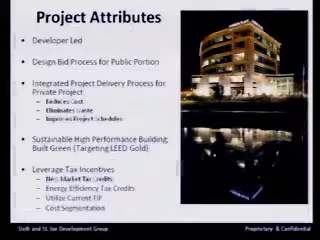 Project Attributes
• Developer Led
• Design Bid Process for Public Portion
• Integrated Project Delivery Process for
Private Project
– Reduces Cost
– Eliminates waste
– Improves Project Schedules
• Sustainable High Performance Building;
Built Green (Targeting LEED Gold)
• Leverage Tax Incentives
– New Market Tax Credits
– Energy Efficiency Tax Credits
– Utilize Current TIF
– Cost Segmentation
Sixth and St. Joe Development Group
Proprietary & Confidential